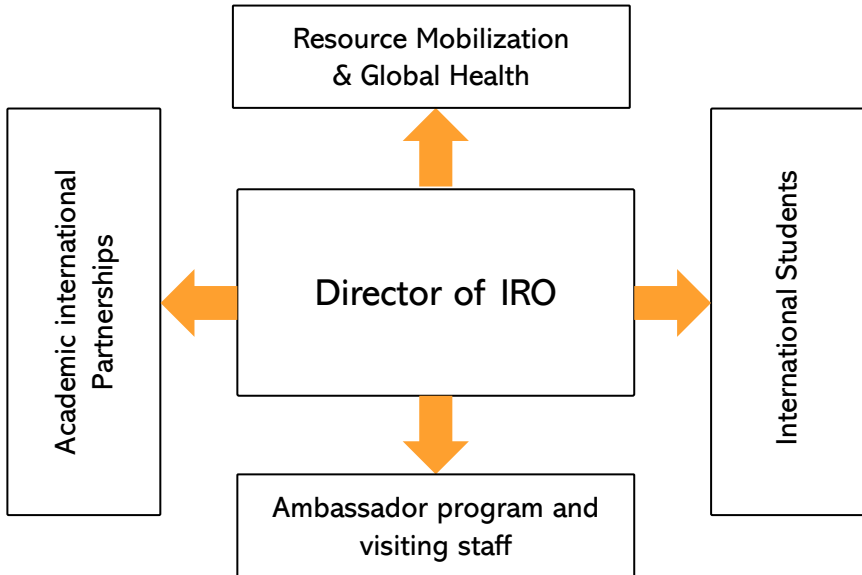 Resource Mobilization
& Global Health
Academic international
Partnerships
Director of IRO
International Students
Ambassador program and
visiting staff